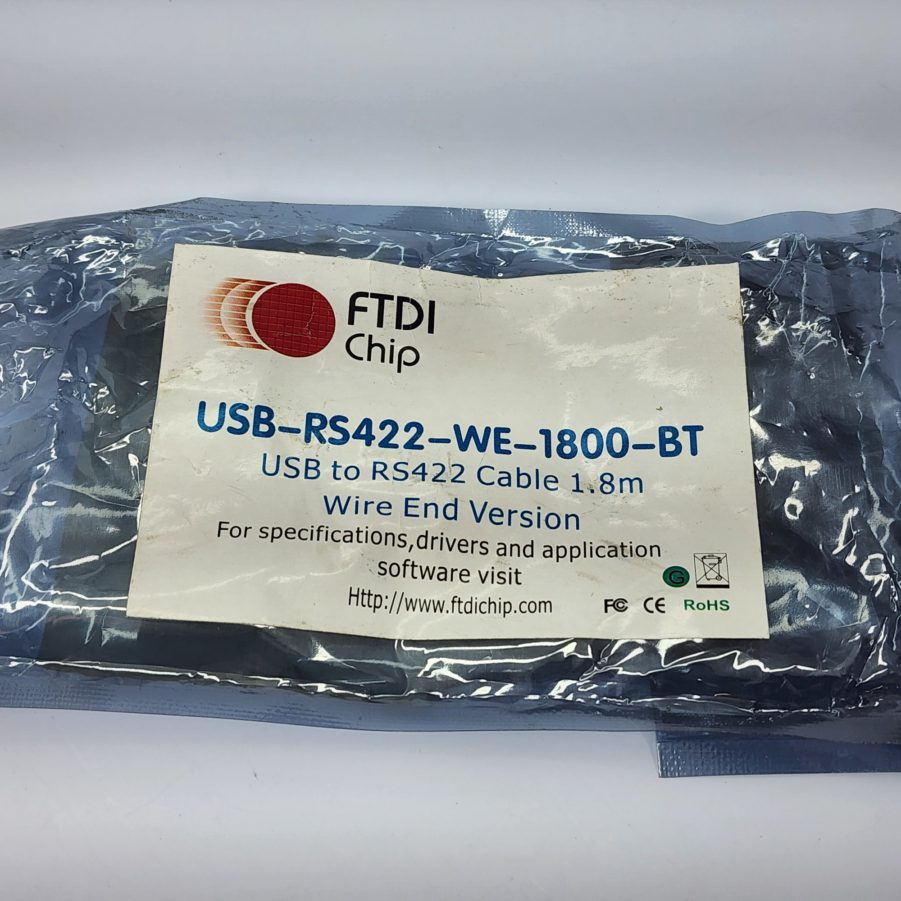 FTDI
Chip
USB-RS422-WE-1800-BT
USB to RS422 Cable 1.8m
Wire End Version
For specifications,drivers and application
software visit
Http://www.ftdichip.com
G
FC CE RoHS